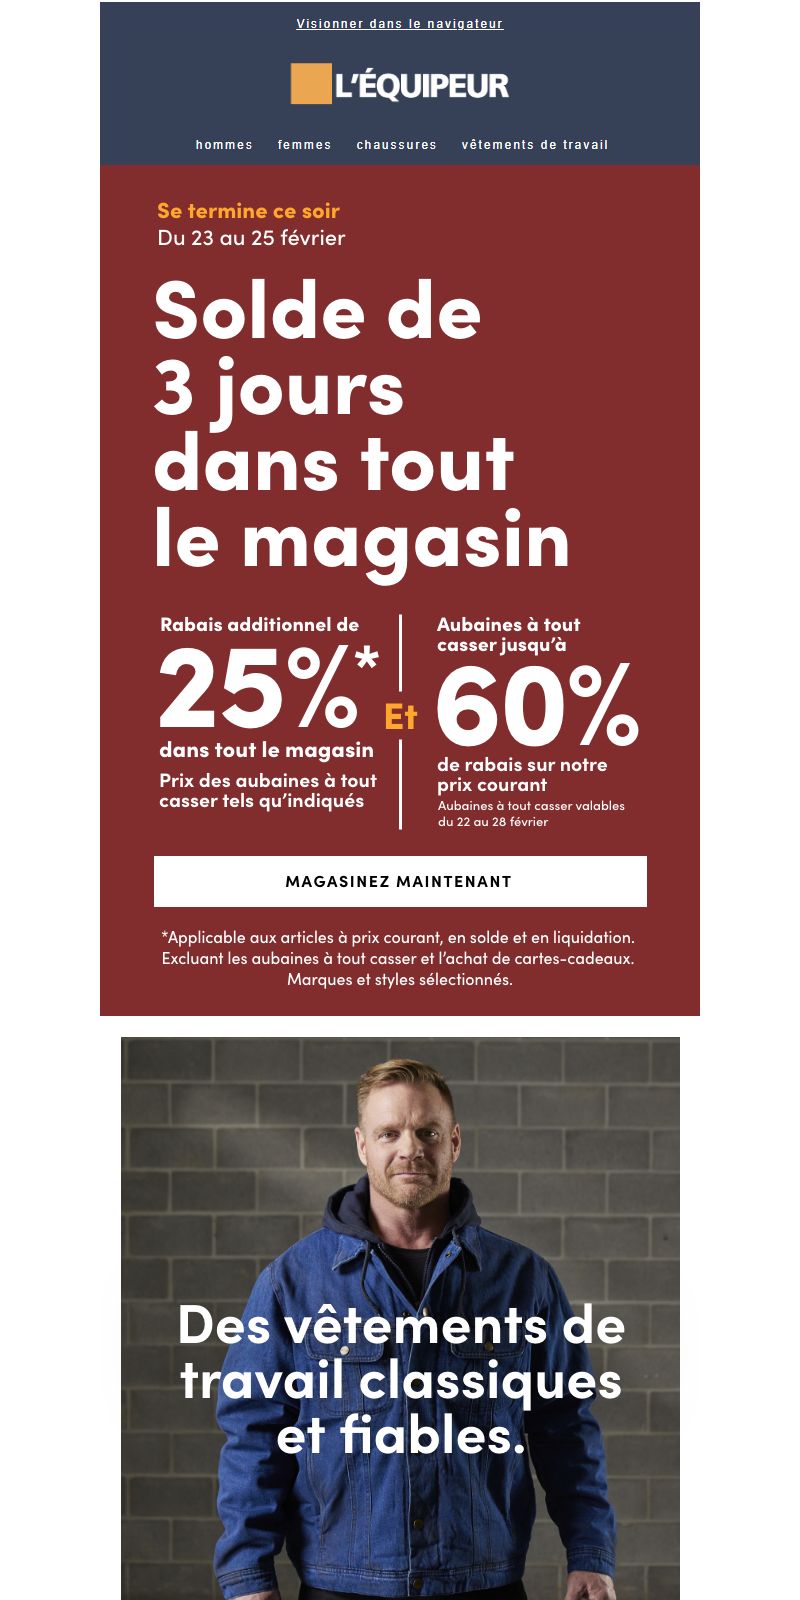 Visionner dans le navigateur
L'ÉQUIPEUR
hommes femmes chaussures vêtements de travail
Se termine ce soir
Du 23 au 25 février
Solde de
3 jours
dans tout
le magasin
Rabais additionnel de
25%*
dans tout le magasin
Prix des aubaines à tout
casser tels qu'indiqués
Et
Aubaines à tout
casser jusqu'à
60%
de rabais sur notre
prix courant
Aubaines à tout casser valables
du 22 au 28 février
MAGASINEZ MAINTENANT
*Applicable aux articles à prix courant, en solde et en liquidation.
Excluant les aubaines à tout casser et l'achat de cartes-cadeaux.
Marques et styles sélectionnés.
Des vêtements de
travail classiques
et fiables.